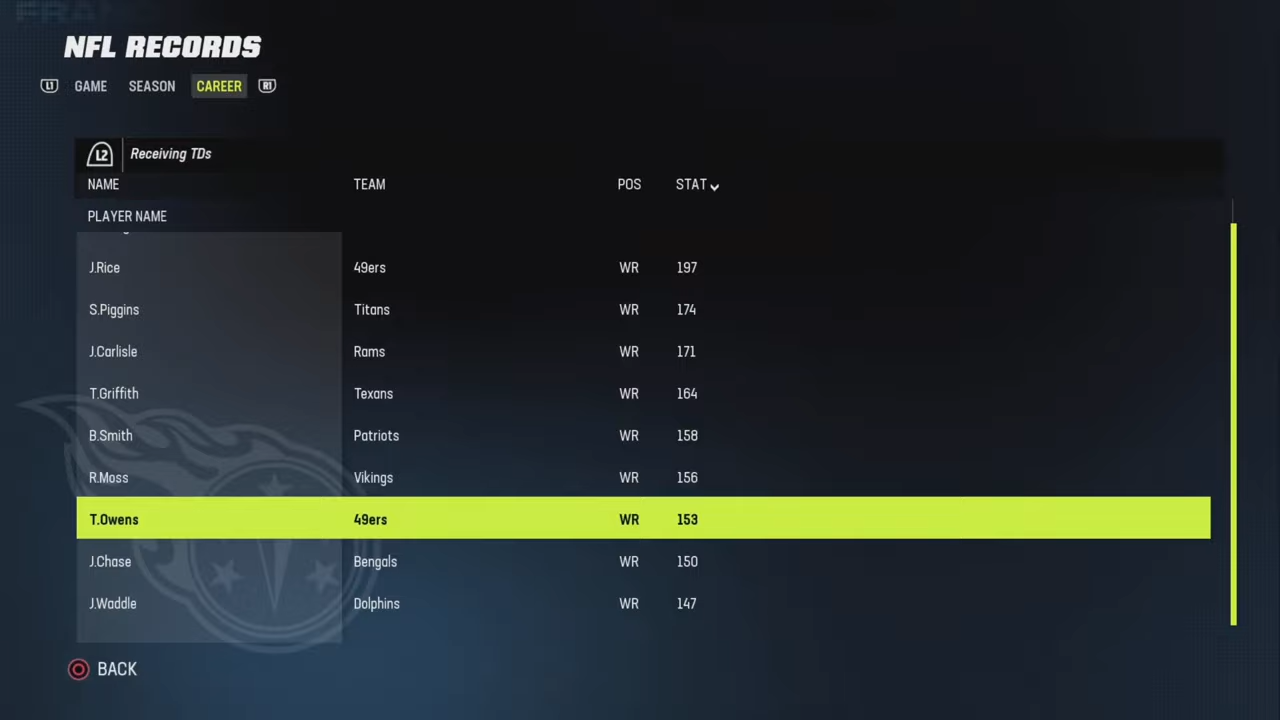 NFL RECORDS
L1 GAME SEASON CAREER R1
L2 Receiving TDs
NAME TEAM POS STAT
PLAYER NAME
J.Rice 49ers WR 197
S.Piggins Titans WR 174
J.Carlisle Rams WR 171
T.Griffith Texans WR 164
B.Smith Patriots WR 158
R.Moss Vikings WR 156
T.Owens 49ers WR 153
J.Chase Bengals WR 150
J.Waddle Dolphins WR 147
BACK